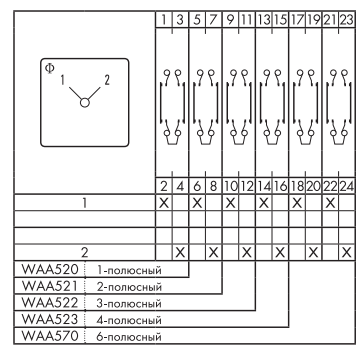 1 3 5 7 9 11 13 15 17 19 21 23
Ф
1 2
2 4 6 8 10 12 14 16 18 20 22 24
1 X X X X X X
2 X X X X X X
WAA520 1-полюсный
WAA521 2-полюсный
WAA522 3-полюсный
WAA523 4-полюсный
WAA570 6-полюсный